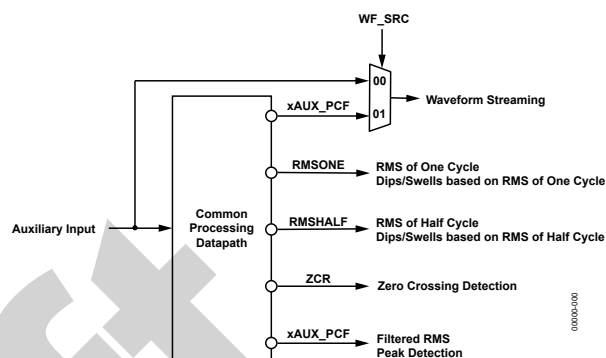 WF_SRC
00
xAUX_PCF
01
Waveform Streaming
RMSONE
RMS of One Cycle
Dips/Swells based on RMS of One Cycle
Auxiliary Input
Common
Processing
Datapath
RMSHALF
RMS of Half Cycle
Dips/Swells based on RMS of Half Cycle
ZCR
Zero Crossing Detection
00000-000
xAUX_PCF
Filtered RMS
Peak Detection